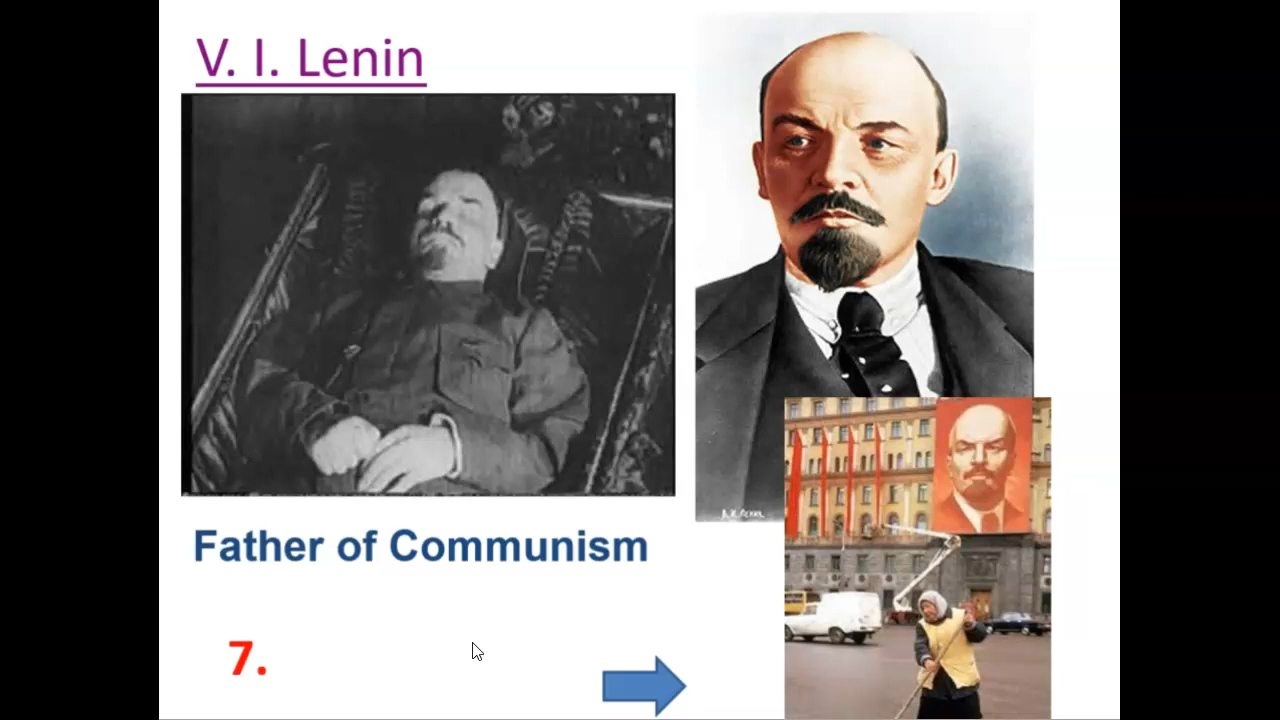 V. I. Lenin
Father of Communism
7.